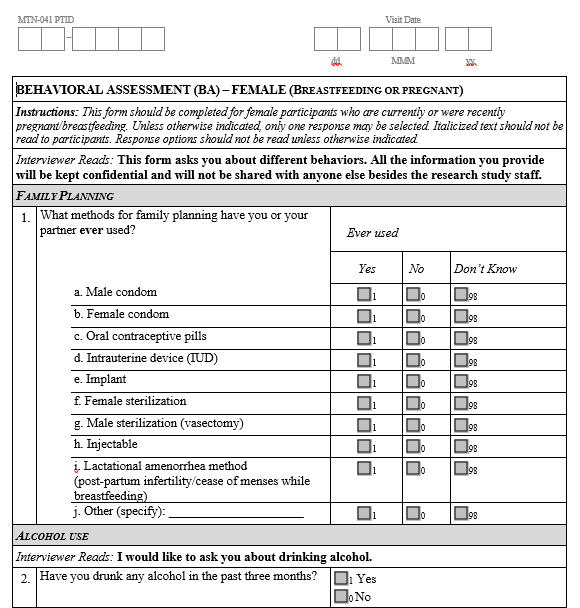 MTN-041 PTID
Visit Date
-
dd
MMM
yy
BEHAVIORAL ASSESSMENT (BA) – FEMALE (BREASTFEEDING OR PREGNANT)
Instructions: This form should be completed for female participants who are currently or were recently
pregnant/breastfeeding. Unless otherwise indicated, only one response may be selected. Italicized text should not be
read to participants. Response options should not be read unless otherwise indicated.
Interviewer Reads: This form asks you about different behaviors. All the information you provide
will be kept confidential and will not be shared with anyone else besides the research study staff.
FAMILY PLANNING
1. What methods for family planning have you or your
partner ever used?
Ever used
Yes No Don't Know
a. Male condom 1 0 98
b. Female condom 1 0 98
c. Oral contraceptive pills 1 0 98
d. Intrauterine device (IUD) 1 0 98
e. Implant 1 0 98
f. Female sterilization 1 0 98
g. Male sterilization (vasectomy) 1 0 98
h. Injectable 1 0 98
i. Lactational amenorrhea method 1 0 98
(post-partum infertility/cease of menses while
breastfeeding)
j. Other (specify): ______________________ 1 0 98
ALCOHOL USE
Interviewer Reads: I would like to ask you about drinking alcohol.
2. Have you drunk any alcohol in the past three months? 1 Yes
0 No